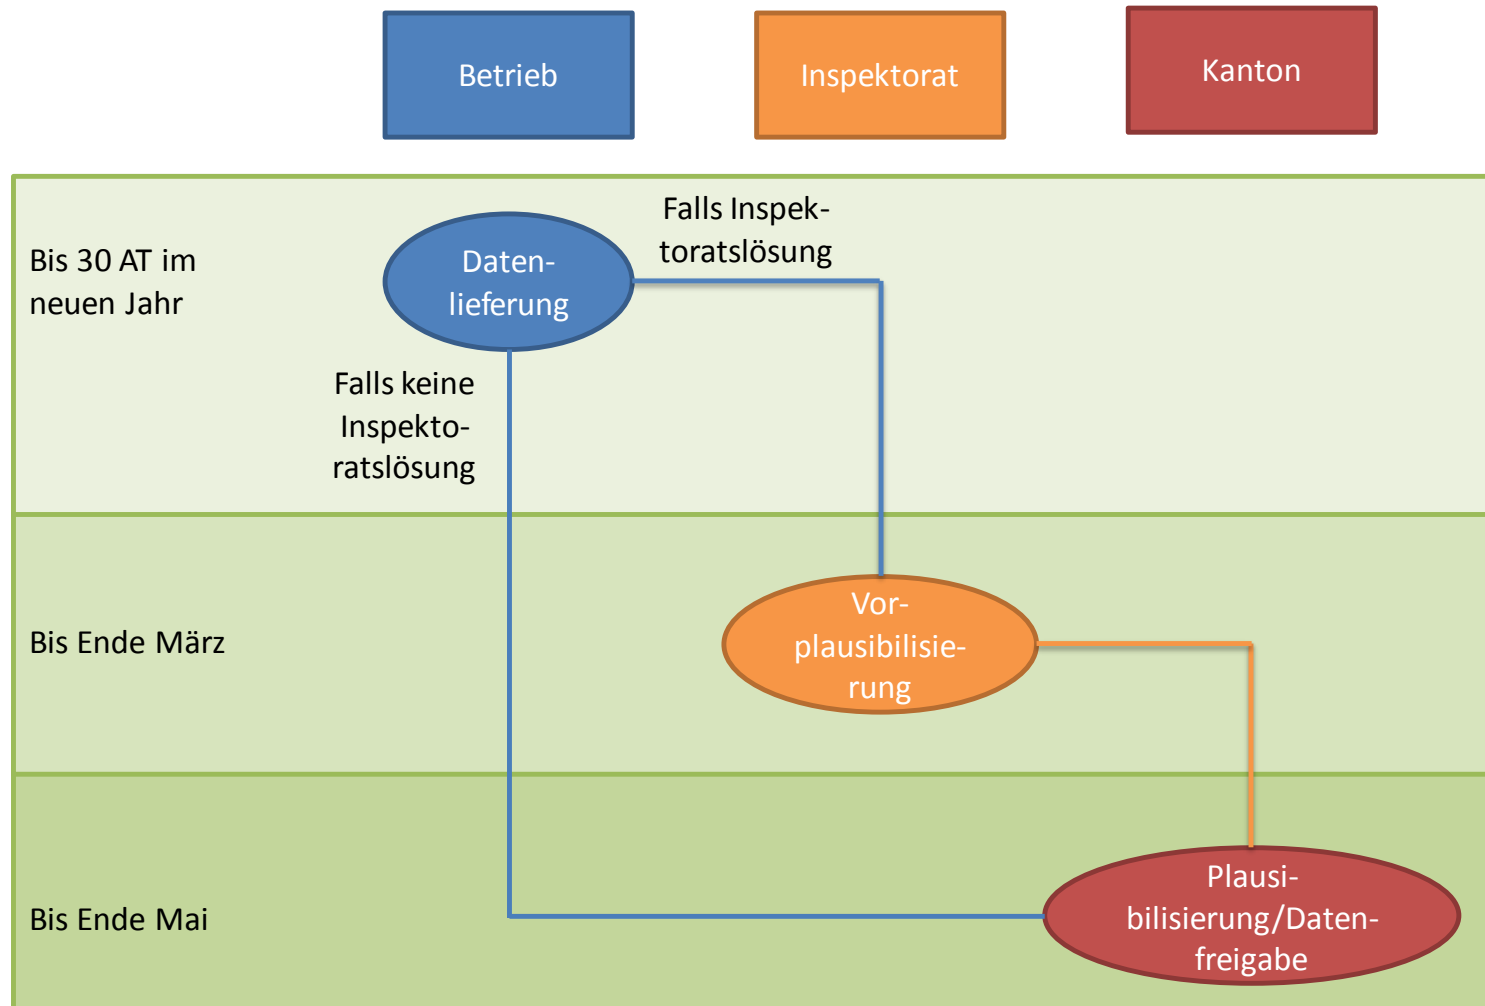 Betrieb
Inspektorat
Kanton
Bis 30 AT im
neuen Jahr
Daten-
lieferung
Falls Inspek-
toratslösung
Falls keine
Inspekto-
ratslösung
Bis Ende März
Vor-
plausibilisie-
rung
Bis Ende Mai
Plausi-
bilisierung/Daten-
freigabe